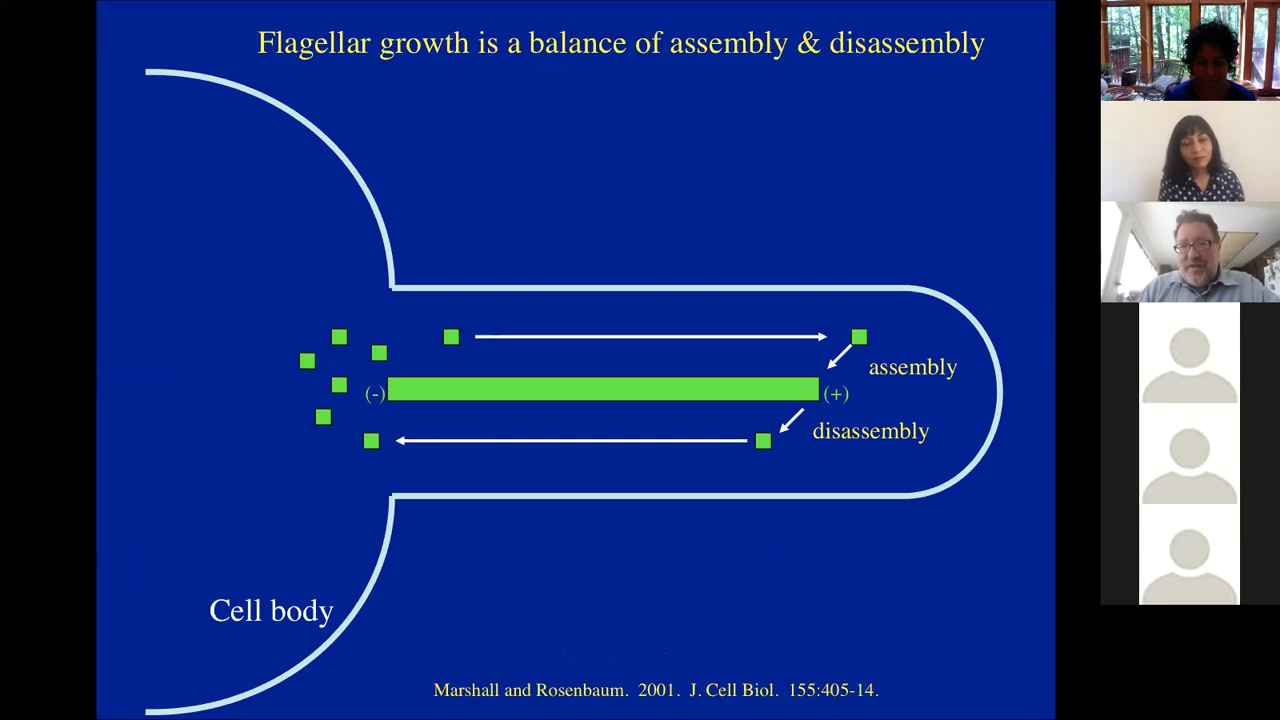 Flagellar growth is a balance of assembly & disassembly
assembly
(-)
(+)
disassembly
Cell body
Marshall and Rosenbaum. 2001. J. Cell Biol. 155:405-14.